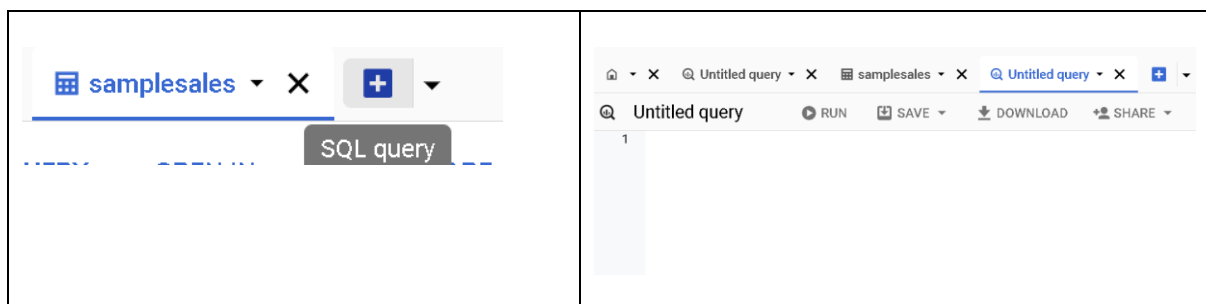 samplesales
SQL query
Untitled query samplesales Untitled query
Untitled query RUN SAVE DOWNLOAD SHARE
1